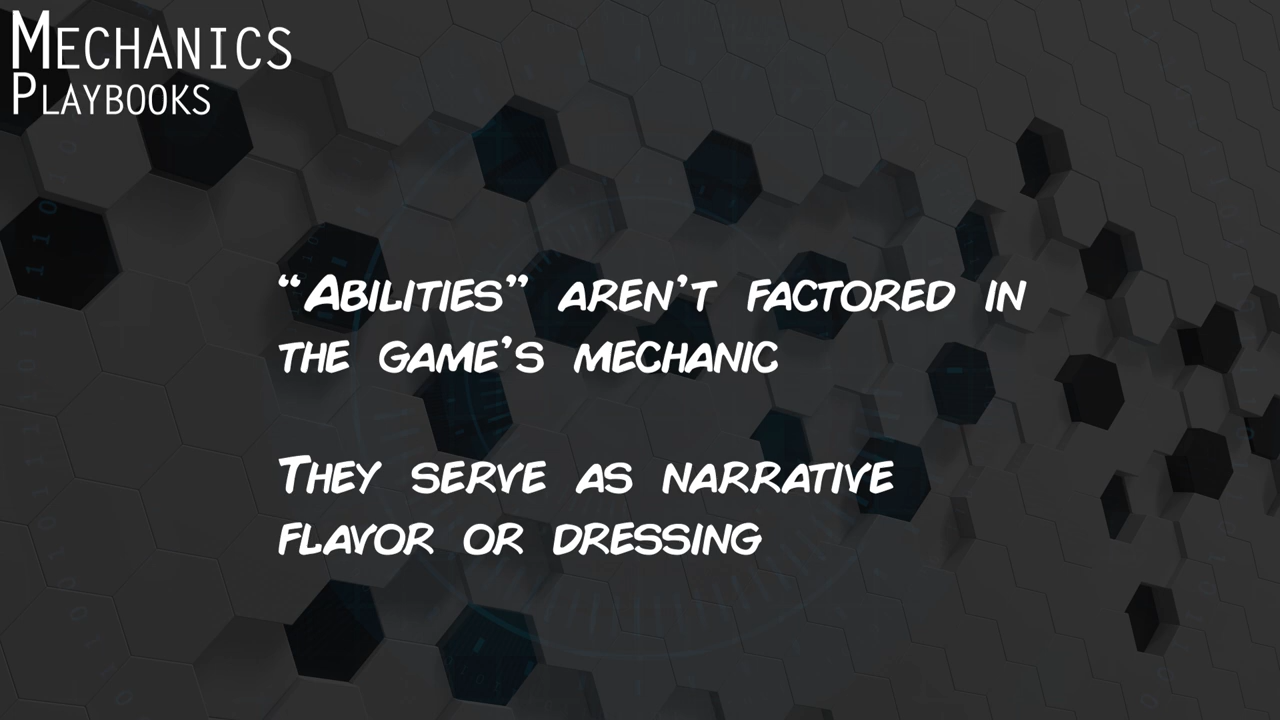 Mechanics
Playbooks
“Abilities” aren’t factored in
the game’s mechanic
They serve as narrative
flavor or dressing